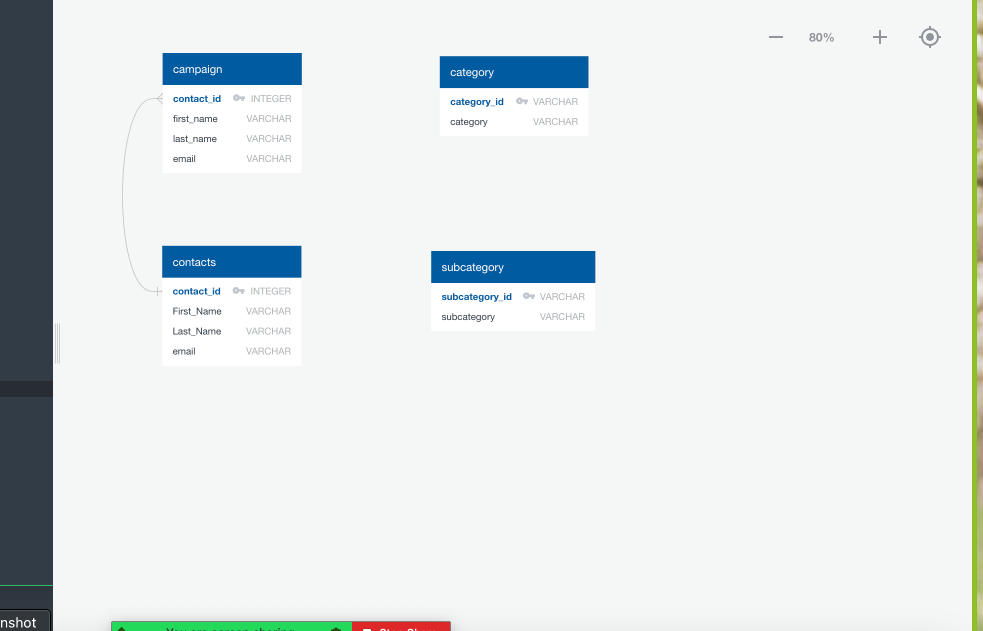 80%
campaign
contact_id INTEGER
first_name VARCHAR
last_name VARCHAR
email VARCHAR
category
category_id VARCHAR
category VARCHAR
contacts
contact_id INTEGER
First_Name VARCHAR
Last_Name VARCHAR
email VARCHAR
subcategory
subcategory_id VARCHAR
subcategory VARCHAR
nshot